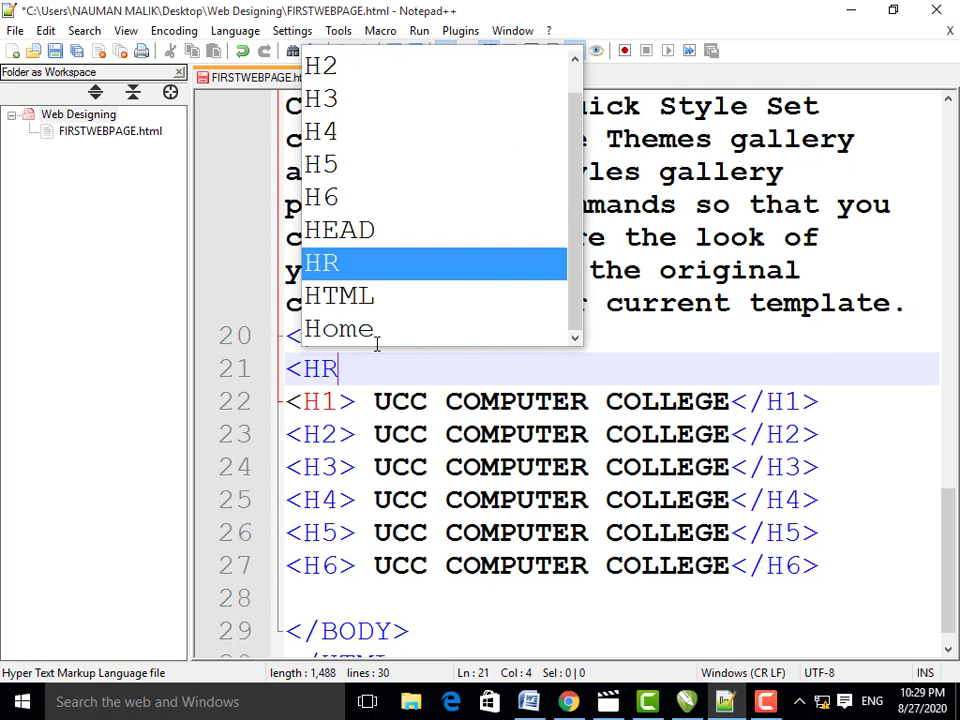 *C:\Users\NAUMAN MALIK\Desktop\Web Designing\FIRSTWEBPAGE.html - Notepad++
File Edit Search View Encoding Language Settings Tools Macro Run Plugins Window ?
Folder as Workspace
FIRSTWEBPAGE.ht
Web Designing
FIRSTWEBPAGE.html
H2
H3
H4
H5
H6
HEAD
HR
HTML
Home
uick Style Set
Themes gallery
yles gallery
mmands so that you
re the look of
the original
current template.
20 <
21 <HR
22 <H1> UCC COMPUTER COLLEGE</H1>
23 <H2> UCC COMPUTER COLLEGE</H2>
24 <H3> UCC COMPUTER COLLEGE</H3>
25 <H4> UCC COMPUTER COLLEGE</H4>
26 <H5> UCC COMPUTER COLLEGE</H5>
27 <H6> UCC COMPUTER COLLEGE</H6>
28
29 </BODY>
Hyper Text Markup Language file length : 1,488 lines : 30 Ln : 21 Col : 4 Sel : 0 | 0 Windows (CR LF) UTF-8 INS
Search the web and Windows
ENG
10:29 PM
8/27/2020